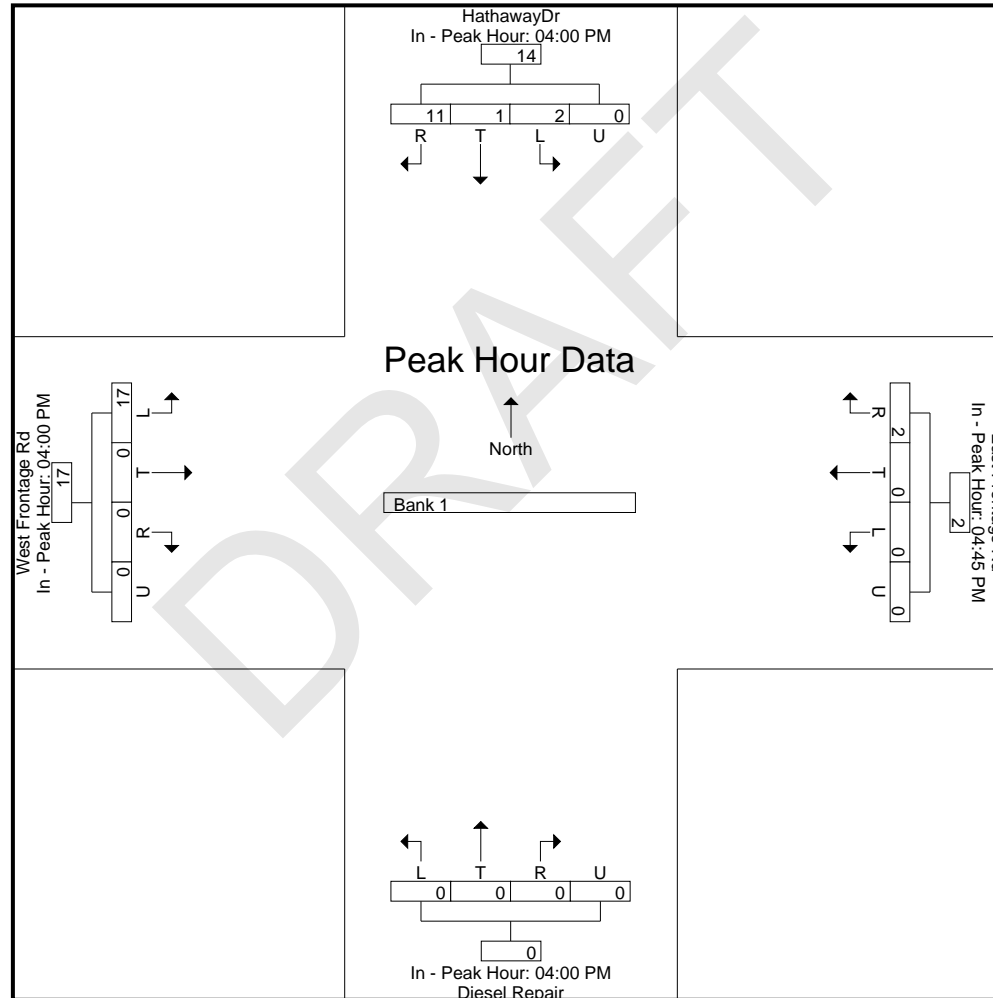 HathawayDr
In - Peak Hour: 04:00 PM
14
11 1 2 0
R T L U
Peak Hour Data
North
Bank 1
West Frontage Rd
In - Peak Hour: 04:00 PM
17
17 0 0 0
L T R U
In - Peak Hour: 04:45 PM
2
2 0 0 0
R T L U
L T R U
0 0 0 0
0
In - Peak Hour: 04:00 PM
Diesel Repair
DRAFT